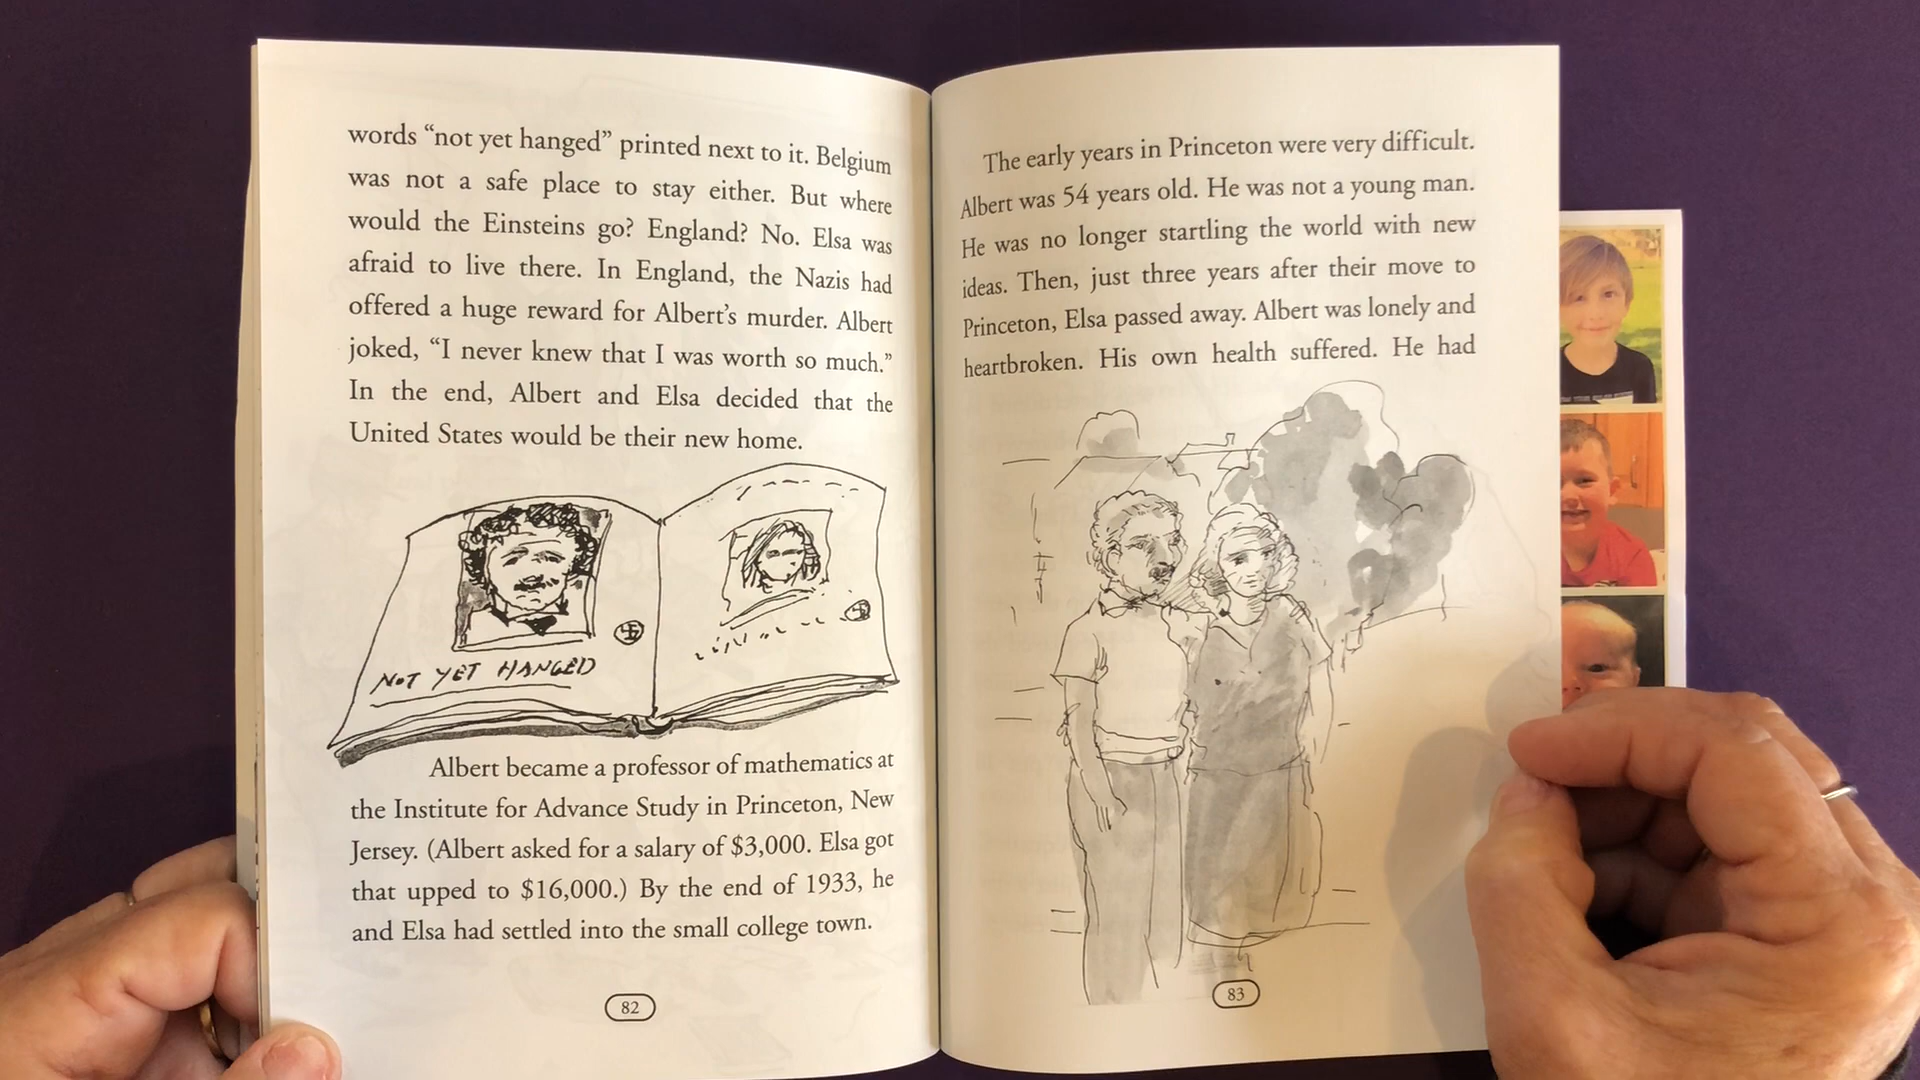 words “not yet hanged” printed next to it. Belgium
was not a safe place to stay either. But where
would the Einsteins go? England? No. Elsa was
afraid to live there. In England, the Nazis had
offered a huge reward for Albert’s murder. Albert
joked, “I never knew that I was worth so much.”
In the end, Albert and Elsa decided that the
United States would be their new home.
NOT YET HANGED
Albert became a professor of mathematics at
the Institute for Advance Study in Princeton, New
Jersey. (Albert asked for a salary of $3,000. Elsa got
that upped to $16,000.) By the end of 1933, he
and Elsa had settled into the small college town.
82
The early years in Princeton were very difficult.
Albert was 54 years old. He was not a young man.
He was no longer startling the world with new
ideas. Then, just three years after their move to
Princeton, Elsa passed away. Albert was lonely and
heartbroken. His own health suffered. He had
83